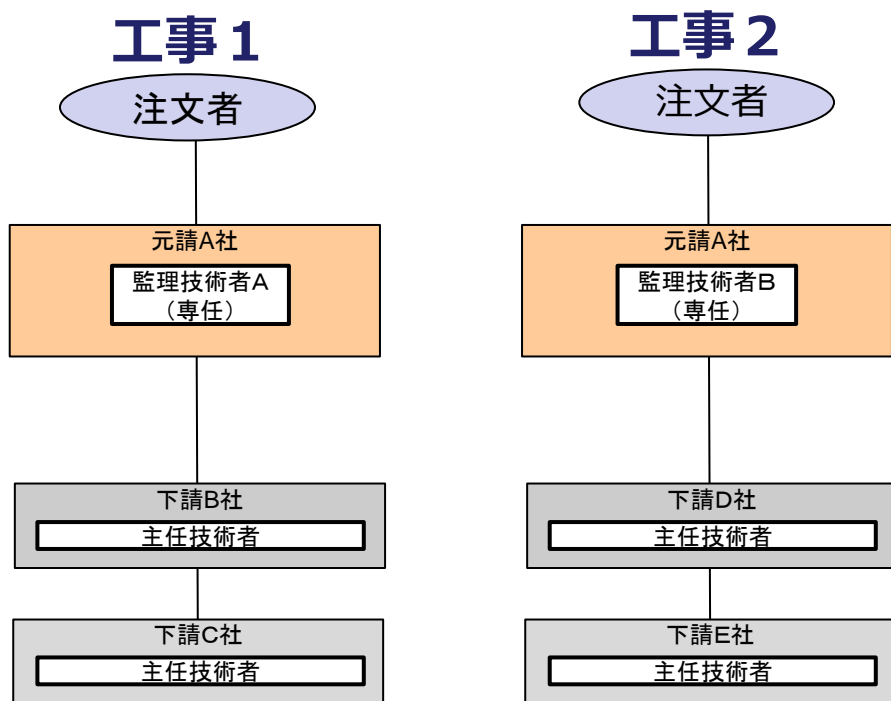 工事１
注文者
元請A社
監理技術者A
（専任）
下請B社
主任技術者
下請C社
主任技術者
工事２
注文者
元請A社
監理技術者B
（専任）
下請D社
主任技術者
下請E社
主任技術者